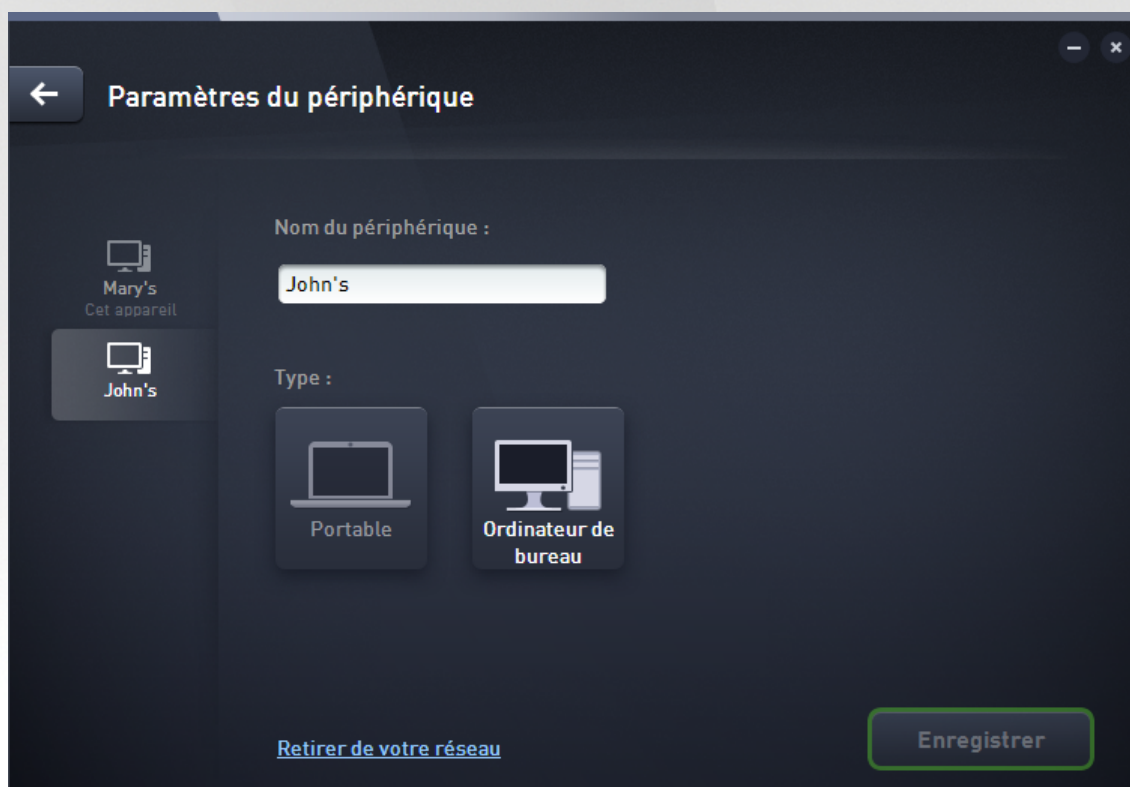 Paramètres du périphérique
Mary's
Cet appareil
John's
Nom du périphérique :
John's
Type :
Portable
Ordinateur de
bureau
Retirer de votre réseau
Enregistrer